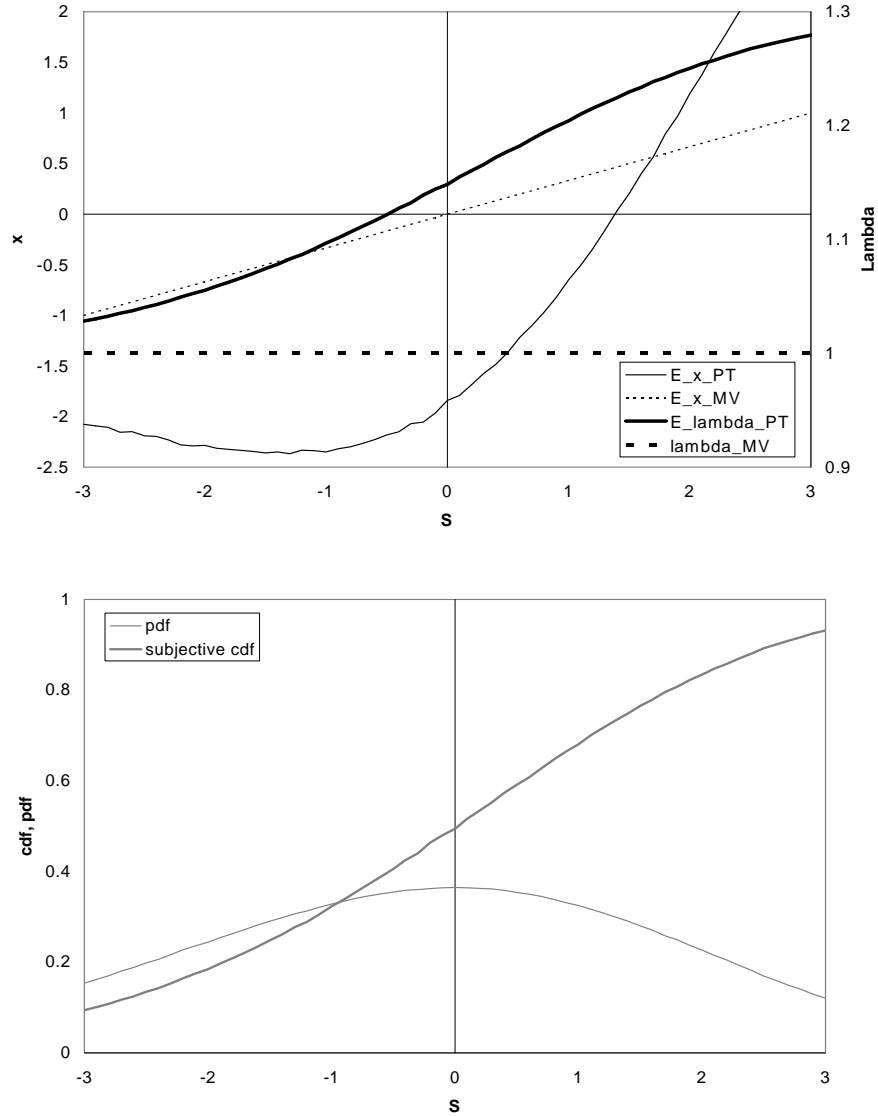 2
1.5
1
0.5
0
-0.5
-1
-1.5
-2
-2.5
x
1.3
1.2
1.1
1
0.9
Lambda
E_x_PT
E_x_MV
E_lambda_PT
lambda_MV
-3 -2 -1 0 1 2 3
S
1
0.8
0.6
0.4
0.2
0
cdf, pdf
pdf
subjective cdf
-3 -2 -1 0 1 2 3
S